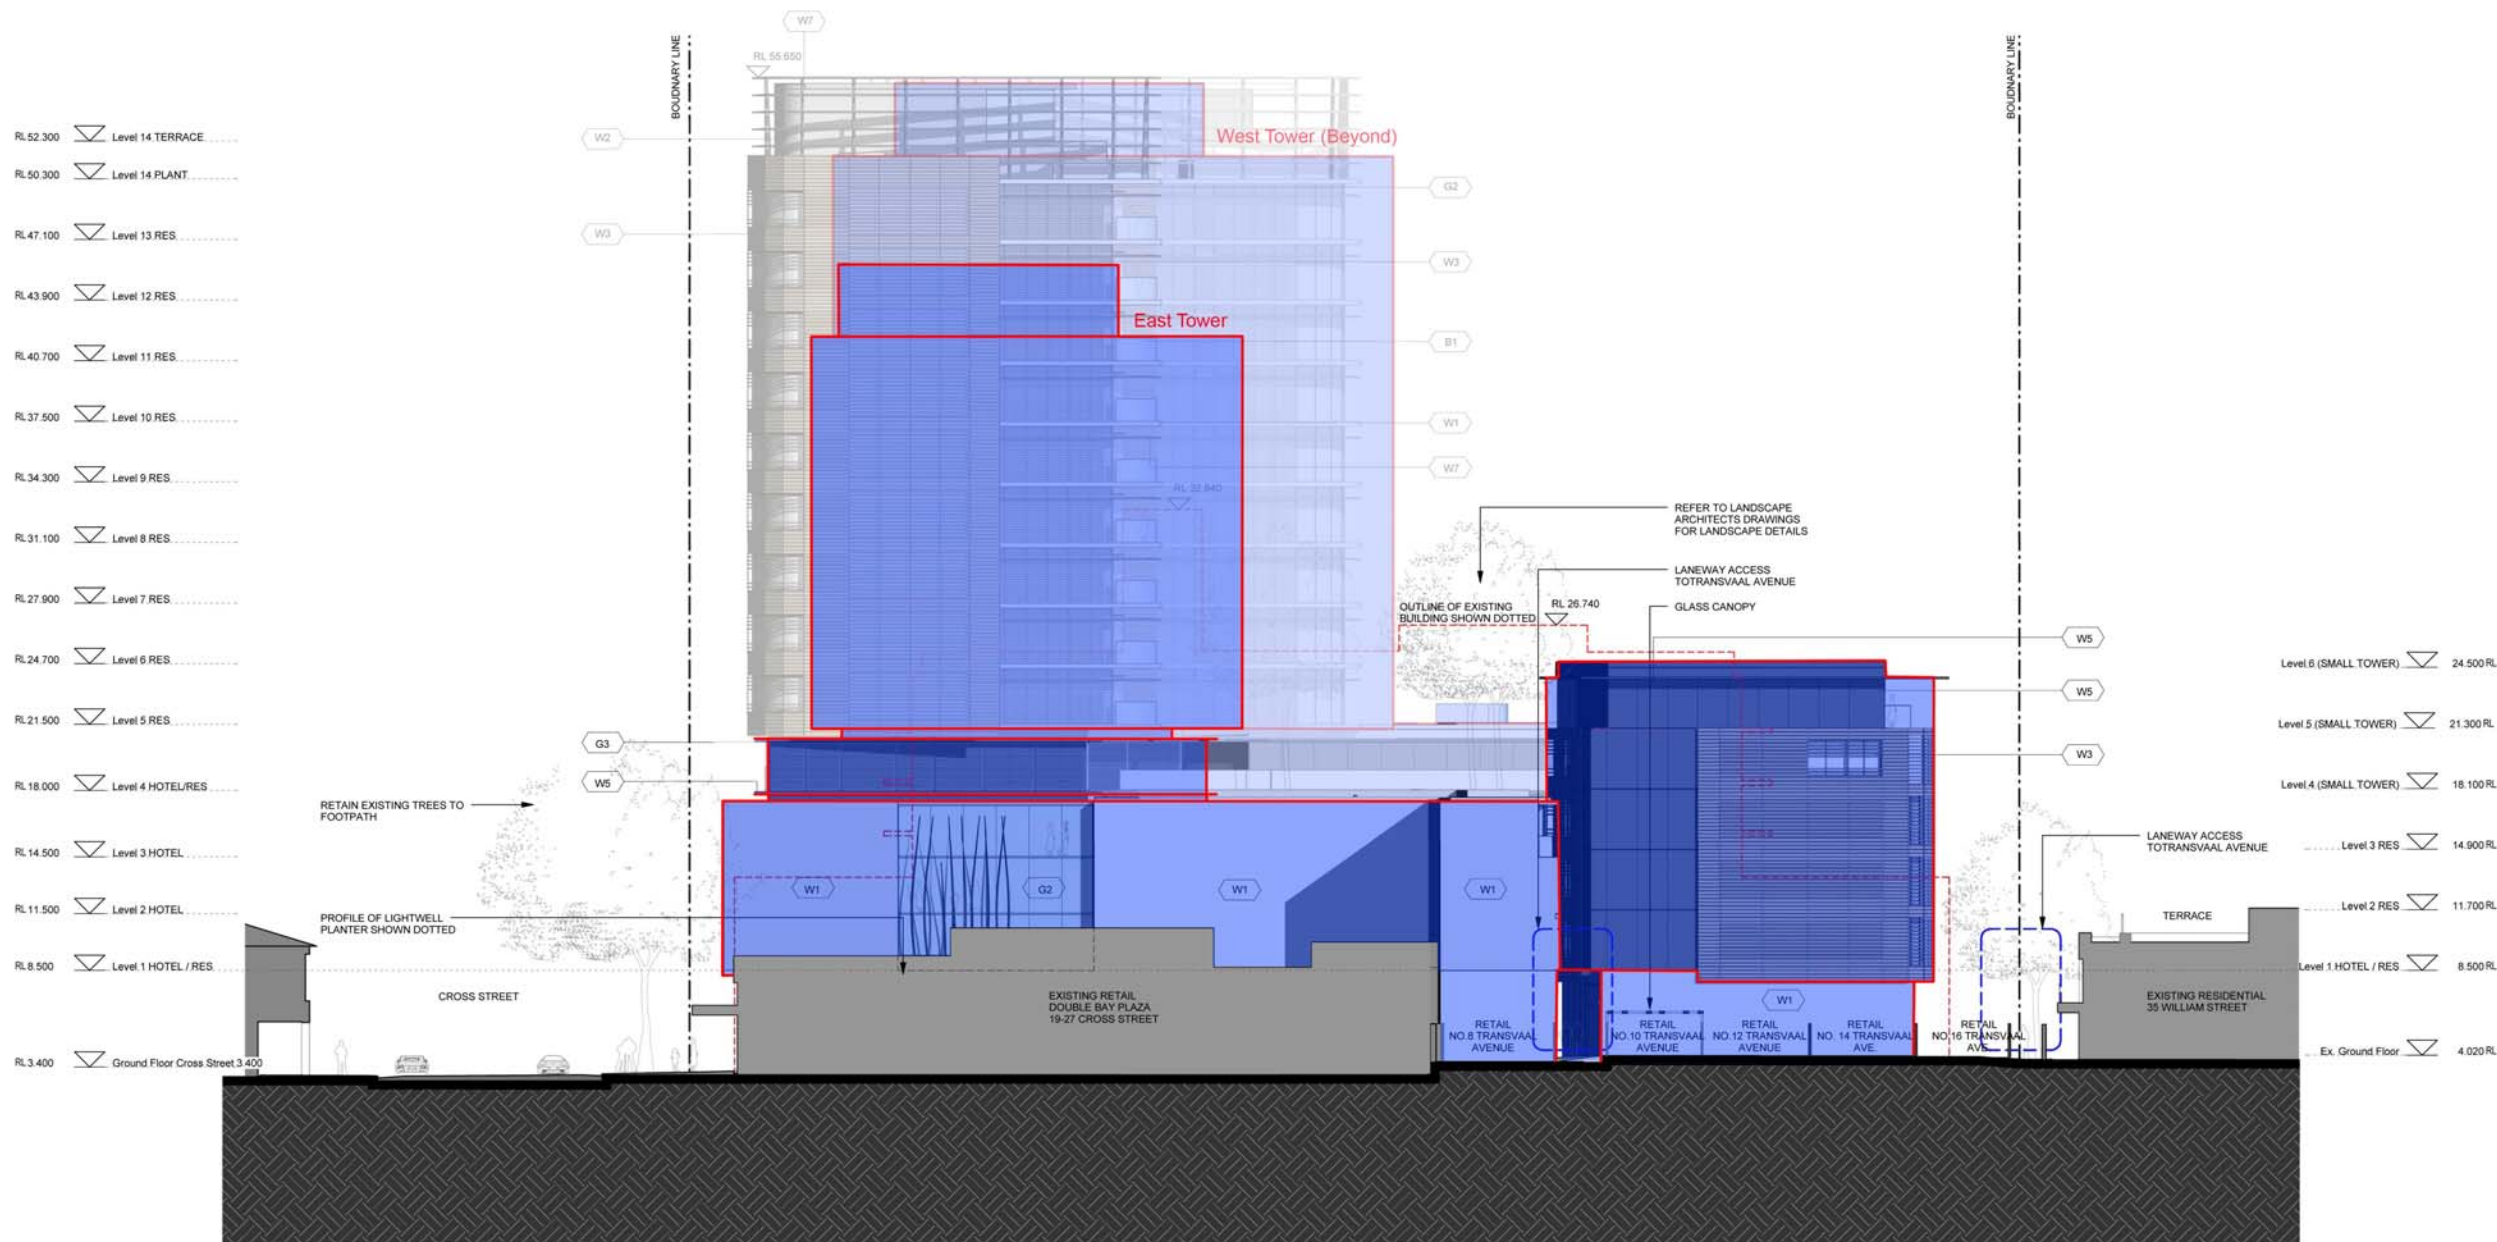 W7
BOUDNARY LINE
RL 55.650
BOUDNARY LINE
West Tower (Beyond)
W2
G2
W3
W3
East Tower
B1
W1
W7
RL 32.840
RL 52.300 Level 14 TERRACE
RL 50.300 Level 14 PLANT
RL 47.100 Level 13 RES
RL 43.900 Level 12 RES
RL 40.700 Level 11 RES
RL 37.500 Level 10 RES
RL 34.300 Level 9 RES
RL 31.100 Level 8 RES
RL 27.900 Level 7 RES
RL 24.700 Level 6 RES
RL 21.500 Level 5 RES
RL 18.000 Level 4 HOTEL/RES
RL 14.500 Level 3 HOTEL
RL 11.500 Level 2 HOTEL
RL 8.500 Level 1 HOTEL / RES
RL 3.400 Ground Floor Cross Street 3.400
REFER TO LANDSCAPE
ARCHITECTS DRAWINGS
FOR LANDSCAPE DETAILS
LANEWAY ACCESS
TOTRANSVAAL AVENUE
GLASS CANOPY
OUTLINE OF EXISTING
BUILDING SHOWN DOTTED
RL 26.740
W5
W5
W3
G3
W5
RETAIN EXISTING TREES TO
FOOTPATH
PROFILE OF LIGHTWELL
PLANTER SHOWN DOTTED
W1
G2
W1
W1
W1
CROSS STREET
EXISTING RETAIL
DOUBLE BAY PLAZA
19-27 CROSS STREET
RETAIL
NO.8 TRANSVAAL
AVENUE
RETAIL
NO.10 TRANSVAAL
AVENUE
RETAIL
NO.12 TRANSVAAL
AVENUE
RETAIL
NO. 14 TRANSVAAL
AVE.
RETAIL
NO.16 TRANSVAAL
AVE.
LANEWAY ACCESS
TOTRANSVAAL AVENUE
TERRACE
EXISTING RESIDENTIAL
35 WILLIAM STREET
Level 6 (SMALL TOWER) 24.500 RL
Level 5 (SMALL TOWER) 21.300 RL
Level 4 (SMALL TOWER) 18.100 RL
Level 3 RES 14.900 RL
Level 2 RES 11.700 RL
Level 1 HOTEL / RES 8.500 RL
Ex. Ground Floor 4.020 RL